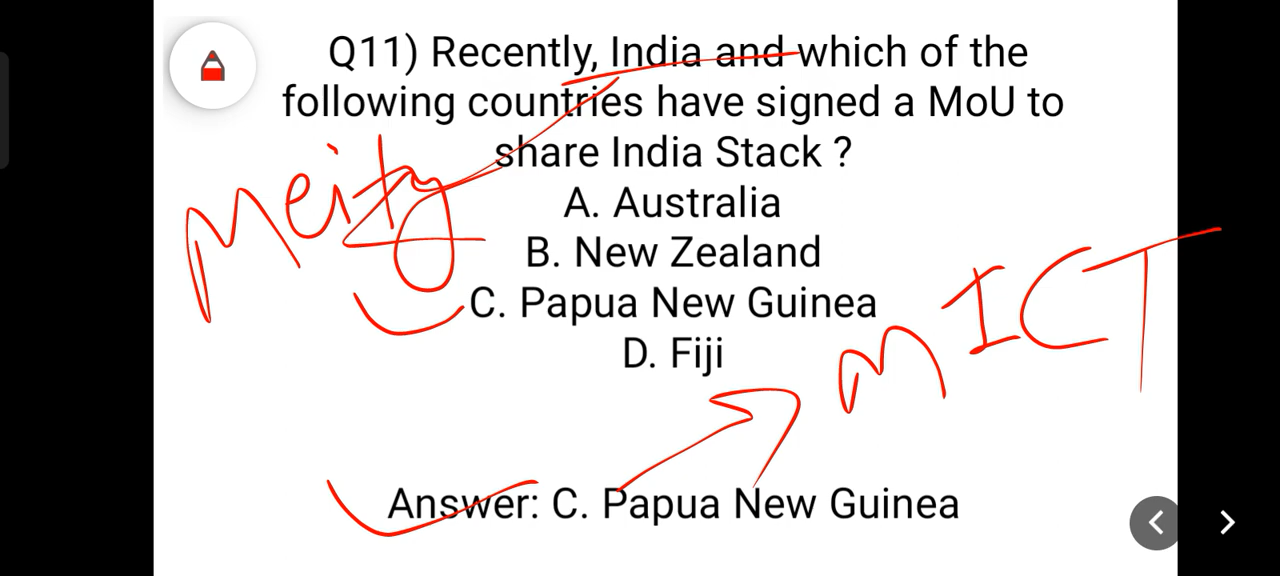 Q11) Recently, India and which of the
following countries have signed a MoU to
share India Stack ?
Meity
A. Australia
B. New Zealand
C. Papua New Guinea
D. Fiji
MICT
Answer: C. Papua New Guinea